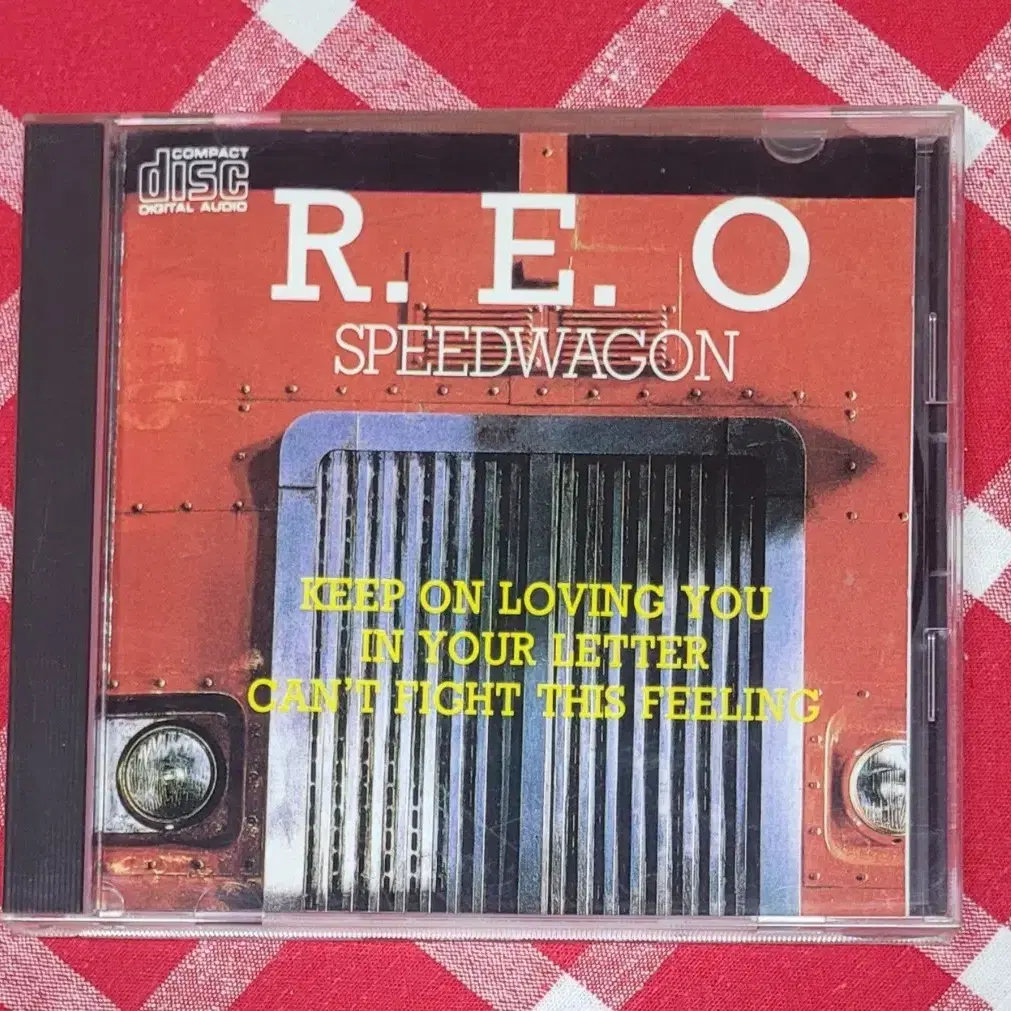 COMPACT
disc
DIGITAL AUDIO
R. E. O
SPEEDWAGON
KEEP ON LOVING YOU
IN YOUR LETTER
CAN'T FIGHT THIS FEELING